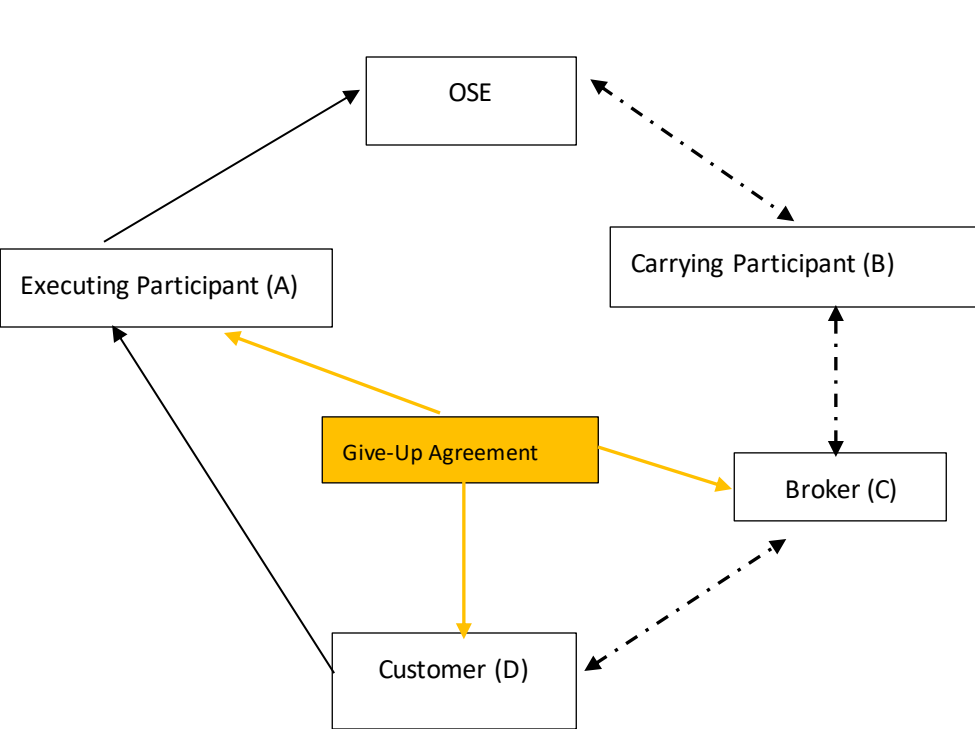 OSE
Carrying Participant (B)
Executing Participant (A)
Give-Up Agreement
Broker (C)
Customer (D)